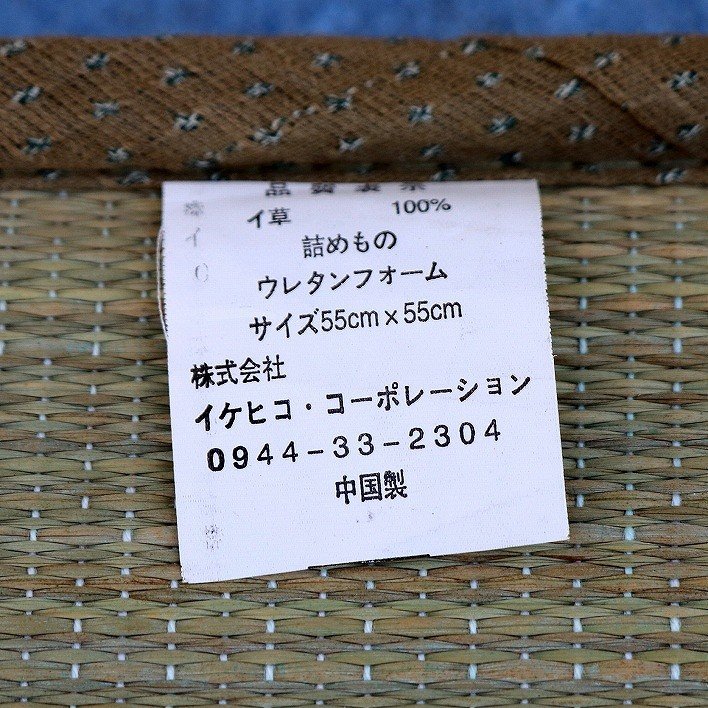 イ草 100%
詰めもの
ウレタンフォーム
サイズ55cm×55cm
株式会社
イケヒコ・コーポレーション
0944-33-2304
中国製